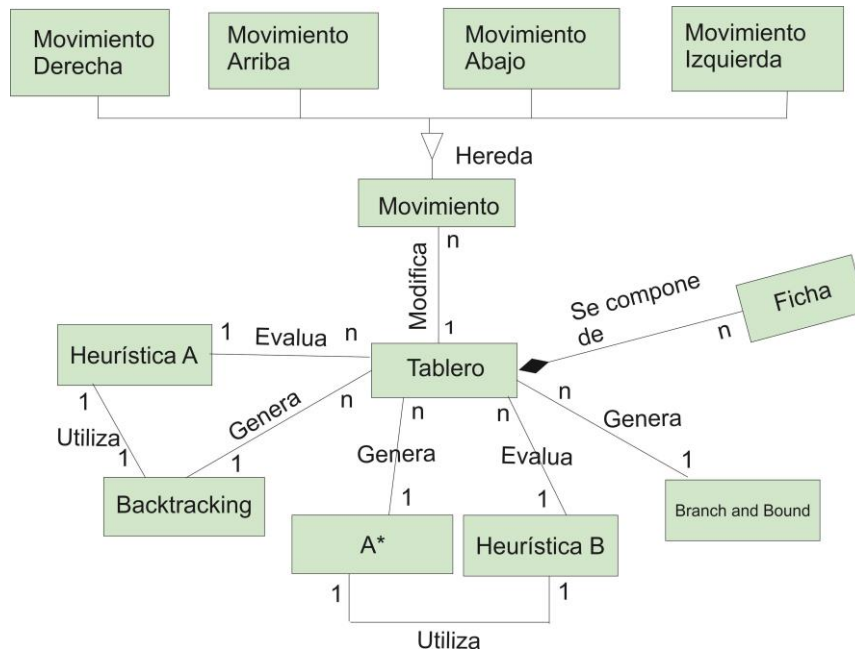 Movimiento
Derecha
Movimiento
Arriba
Movimiento
Abajo
Movimiento
Izquierda
Hereda
Movimiento
n
Modifica
1
Se compone
de
n
Ficha
1
Evalua
n
Heurística A
Tablero
1
Utiliza
1
Genera
n
1
n
Genera
1
n
Evalua
1
n
Genera
1
Backtracking
Branch and Bound
A*
Heurística B
1
1
Utiliza